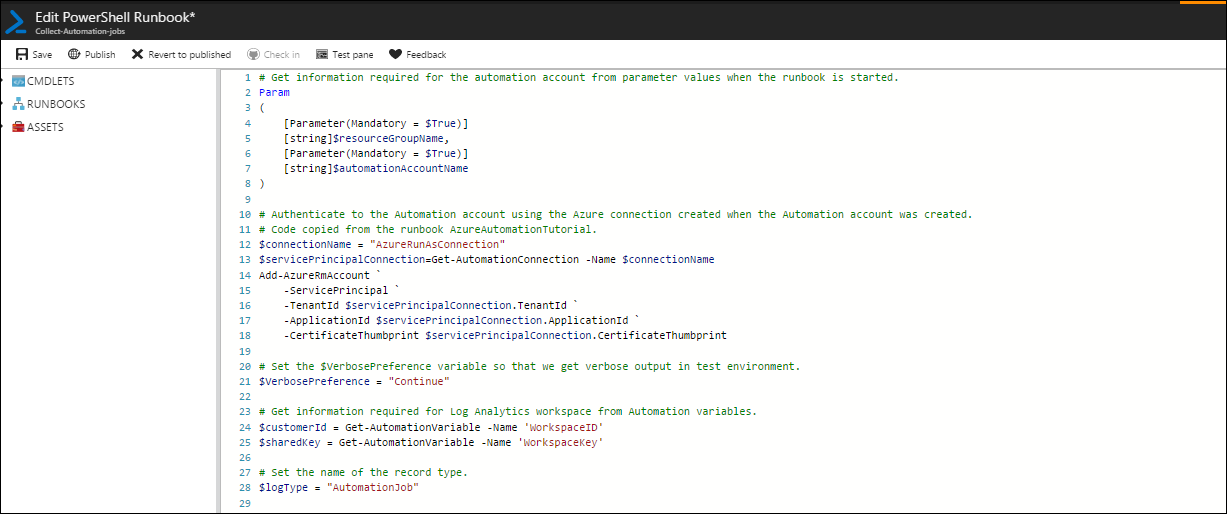 Edit PowerShell Runbook*
Collect-Automation-jobs
Save Publish Revert to published Check in Test pane Feedback
CMDLETS
RUNBOOKS
ASSETS
1 # Get information required for the automation account from parameter values when the runbook is started.
2 Param
3 (
4     [Parameter(Mandatory = $True)]
5     [string]$resourceGroupName,
6     [Parameter(Mandatory = $True)]
7     [string]$automationAccountName
8 )
9
10 # Authenticate to the Automation account using the Azure connection created when the Automation account was created.
11 # Code copied from the runbook AzureAutomationTutorial.
12 $connectionName = "AzureRunAsConnection"
13 $servicePrincipalConnection=Get-AutomationConnection -Name $connectionName
14 Add-AzureRmAccount `
15     -ServicePrincipal `
16     -TenantId $servicePrincipalConnection.TenantId `
17     -ApplicationId $servicePrincipalConnection.ApplicationId `
18     -CertificateThumbprint $servicePrincipalConnection.CertificateThumbprint
19
20 # Set the $VerbosePreference variable so that we get verbose output in test environment.
21 $VerbosePreference = "Continue"
22
23 # Get information required for Log Analytics workspace from Automation variables.
24 $customerId = Get-AutomationVariable -Name 'WorkspaceID'
25 $sharedKey = Get-AutomationVariable -Name 'WorkspaceKey'
26
27 # Set the name of the record type.
28 $logType = "AutomationJob"
29